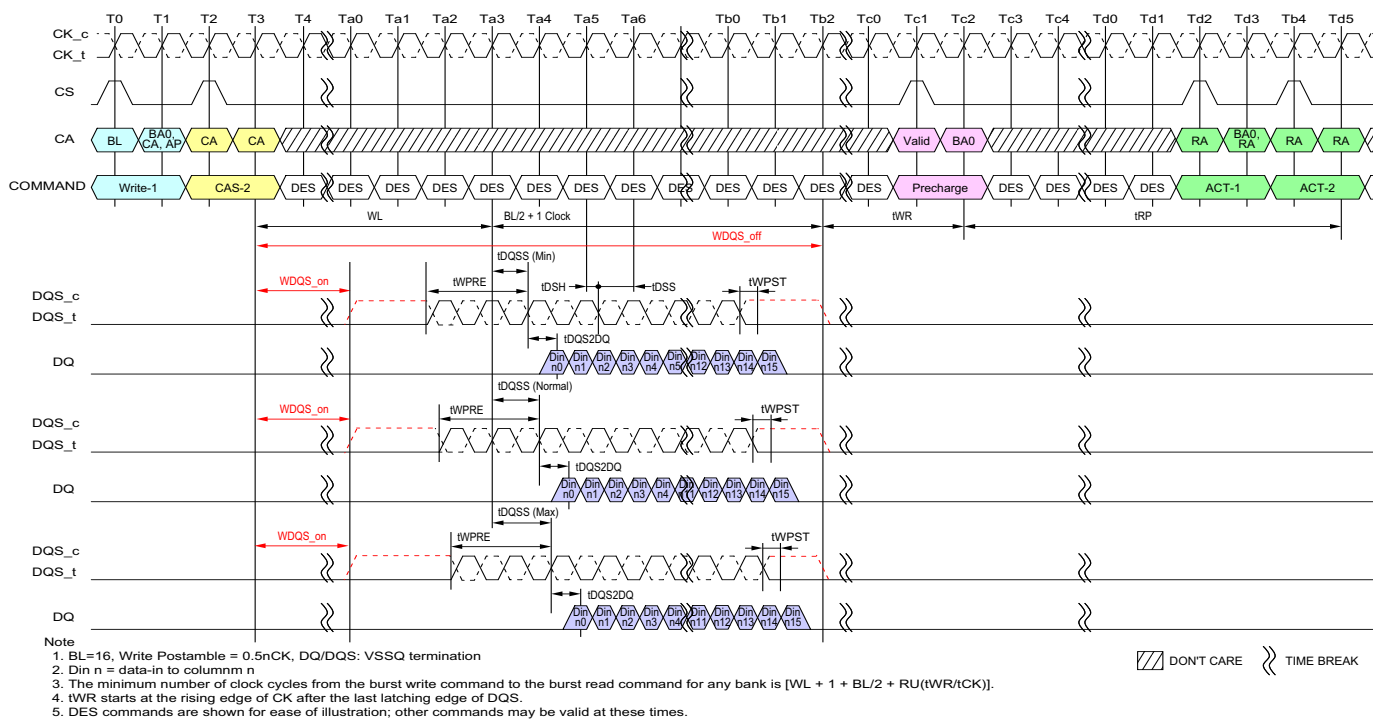 T0 T1 T2 T3 T4 Ta0 Ta1 Ta2 Ta3 Ta4 Ta5 Ta6 Tb0 Tb1 Tb2 Tc0 Tc1 Tc2 Tc3 Tc4 Td0 Td1 Td2 Td3 Tb4 Td5
CK_c
CK_t
CS
CA BL BA0, CA, AP CA CA Valid BA0 RA BA0, RA RA RA
COMMAND Write-1 CAS-2 DES DES DES DES DES DES DES DES DES DES DES DES DES Precharge DES DES DES DES ACT-1 ACT-2
WL BL/2 + 1 Clock tWR tRP
WDQS_off
tDQSS (Min)
WDQS_on tWPRE tDSH tDSS tWPST
DQS_c
DQS_t
tDQS2DQ
DQ Din n0 Din n1 Din n2 Din n3 Din n4 Din n5 Din n12 Din n13 Din n14 Din n15
tDQSS (Normal)
WDQS_on tWPRE tWPST
DQS_c
DQS_t
tDQS2DQ
DQ Din n0 Din n1 Din n2 Din n3 Din n4 Din n11 Din n12 Din n13 Din n14 Din n15
tDQSS (Max)
WDQS_on tWPRE tWPST
DQS_c
DQS_t
tDQS2DQ
DQ Din n0 Din n1 Din n2 Din n3 Din n4 Din n11 Din n12 Din n13 Din n14 Din n15
Note
1. BL=16, Write Postamble = 0.5nCK, DQ/DQS: VSSQ termination
2. Din n = data-in to columnm n
3. The minimum number of clock cycles from the burst write command to the burst read command for any bank is [WL + 1 + BL/2 + RU(tWR/tCK)].
4. tWR starts at the rising edge of CK after the last latching edge of DQS.
5. DES commands are shown for ease of illustration; other commands may be valid at these times.
DON'T CARE TIME BREAK